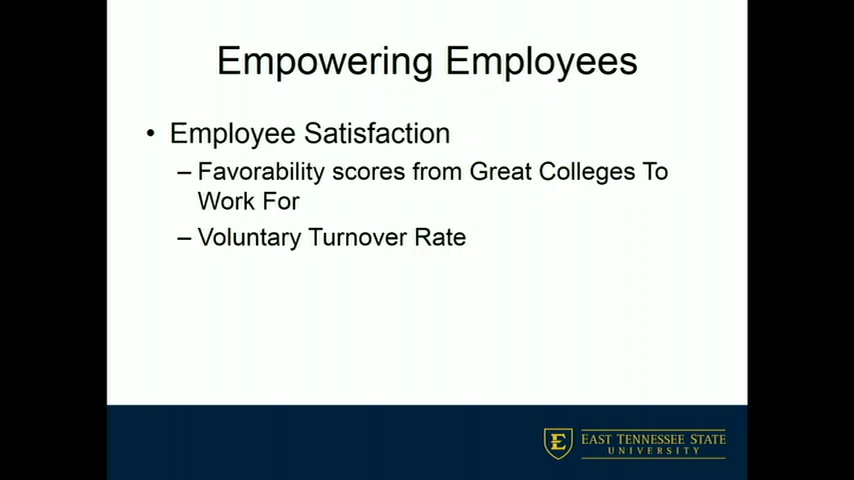 Empowering Employees
• Employee Satisfaction
– Favorability scores from Great Colleges To
Work For
– Voluntary Turnover Rate
E
EAST TENNESSEE STATE
UNIVERSITY